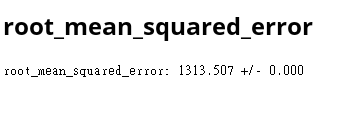 root_mean_squared_error
root_mean_squared_error: 1313.507 +/- 0.000